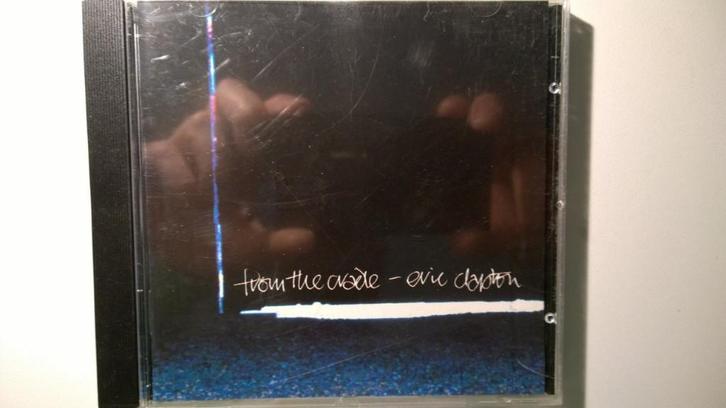 from the cradle - eric clapton